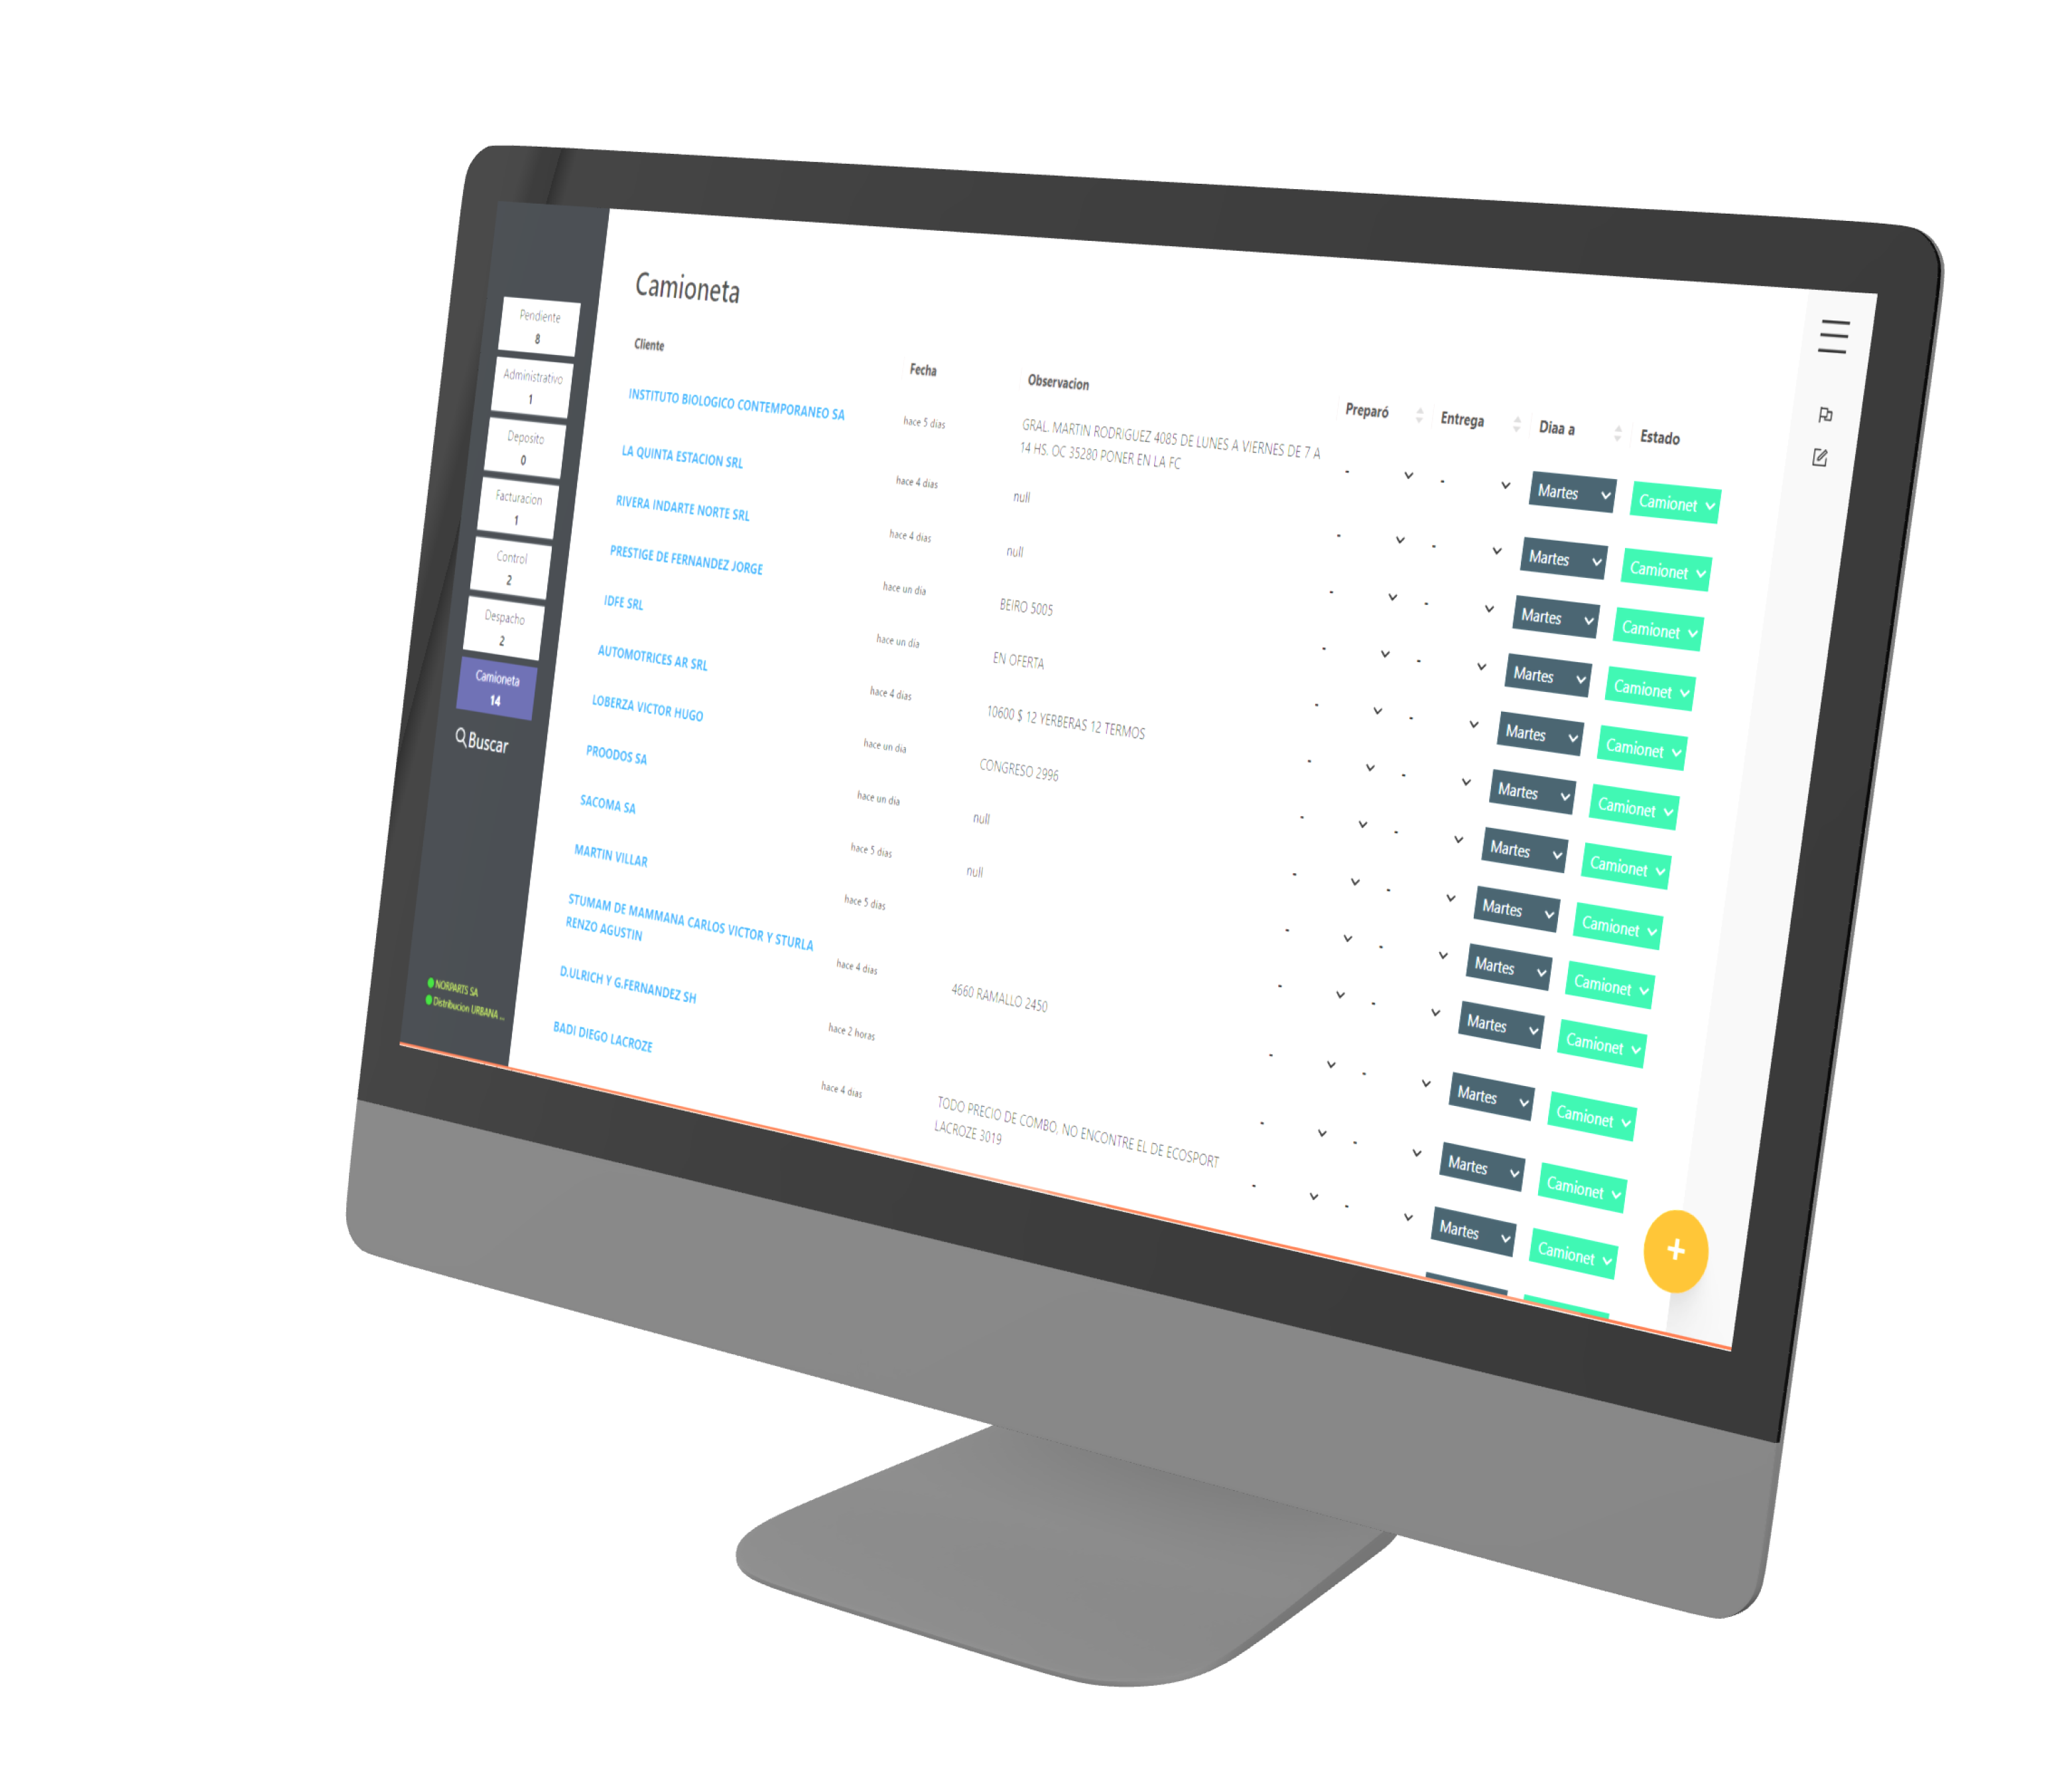 Pendiente
8
Administrativo
1
Deposito
0
Facturacion
1
Control
2
Despacho
2
Camioneta
14
Buscar
NORPARTS SA
Distribucion URBANA ...
Camioneta
Cliente Fecha Observacion Preparó Entrega Diaa a Estado
INSTITUTO BIOLOGICO CONTEMPORANEO SA hace 5 dias GRAL. MARTIN RODRIGUEZ 4085 DE LUNES A VIERNES DE 7 A
14 HS. OC 35280 PONER EN LA FC - - Martes Camionet
LA QUINTA ESTACION SRL hace 4 dias null - - Martes Camionet
RIVERA INDARTE NORTE SRL hace 4 dias null - - Martes Camionet
PRESTIGE DE FERNANDEZ JORGE hace un dia BEIRO 5005 - - Martes Camionet
IDFE SRL hace un dia EN OFERTA - - Martes Camionet
AUTOMOTRICES AR SRL hace 4 dias 10600 $ 12 YERBERAS 12 TERMOS - - Martes Camionet
LOBERZA VICTOR HUGO hace un dia CONGRESO 2996 - - Martes Camionet
PROODOS SA hace un dia null - - Martes Camionet
SACOMA SA hace 5 dias null - - Martes Camionet
MARTIN VILLAR hace 5 dias - - Martes Camionet
STUMAM DE MAMMANA CARLOS VICTOR Y STURLA
RENZO AGUSTIN hace 4 dias 4660 RAMALLO 2450 - - Martes Camionet
D.ULRICH Y G.FERNANDEZ SH hace 2 horas - - Martes Camionet
BADI DIEGO LACROZE hace 4 dias TODO PRECIO DE COMBO. NO ENCONTRE EL DE ECOSPORT
LACROZE 3019 - - Martes Camionet
+